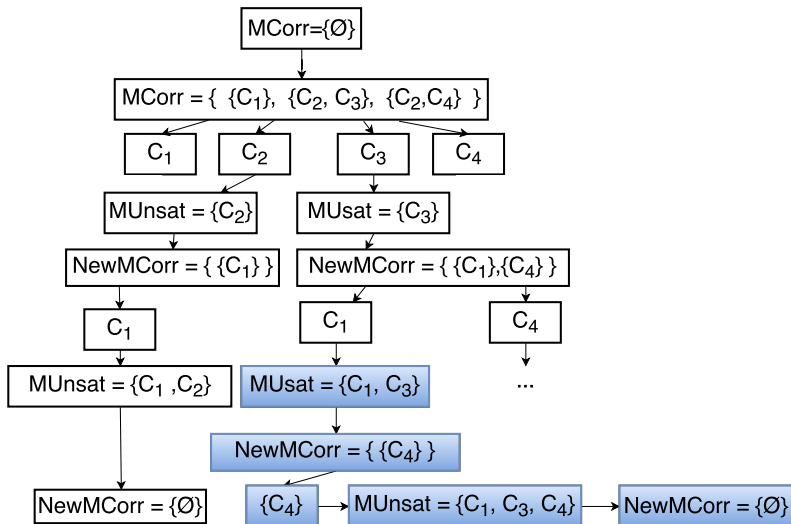 MCorr={Ø}
MCorr = { {C₁}, {C₂, C₃}, {C₂,C₄} }
C₁ C₂ C₃ C₄
MUnsat = {C₂} MUsat = {C₃}
NewMCorr = { {C₁} } NewMCorr = { {C₁},{C₄} }
C₁ C₁ C₄
MUnsat = {C₁ ,C₂} MUsat = {C₁, C₃} ...
NewMCorr = { {C₄} }
NewMCorr = {Ø} {C₄} MUnsat = {C₁, C₃, C₄} NewMCorr = {Ø}